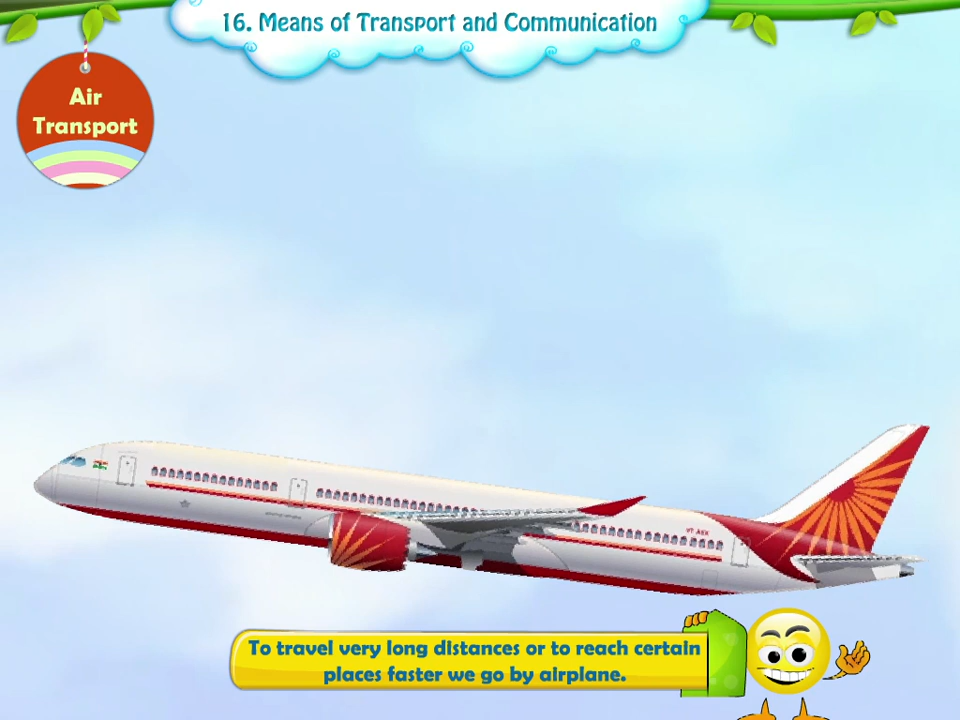 16. Means of Transport and Communication
Air
Transport
To travel very long distances or to reach certain
places faster we go by airplane.